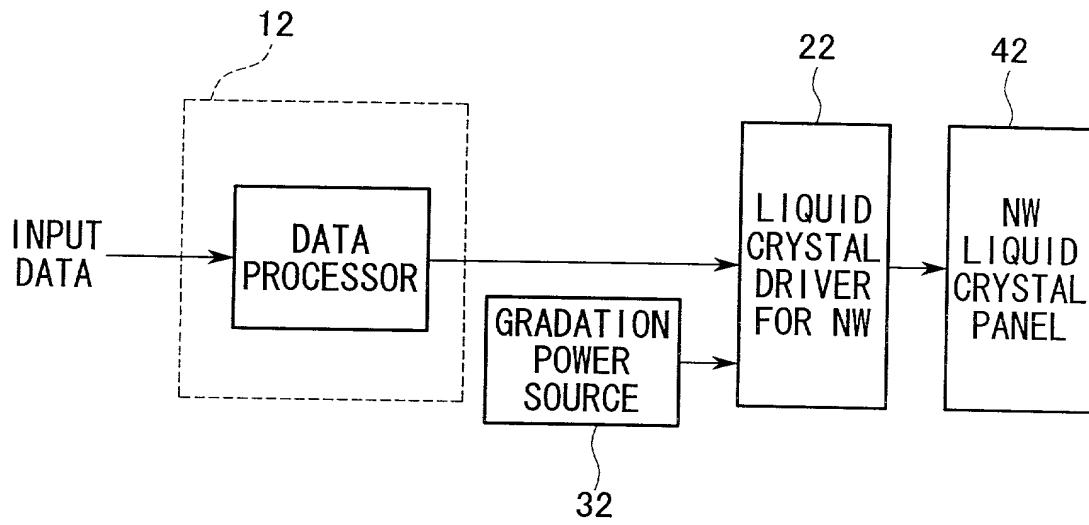 12
22
42
INPUT
DATA
DATA
PROCESSOR
GRADATION
POWER
SOURCE
32
LIQUID
CRYSTAL
DRIVER
FOR NW
NW
LIQUID
CRYSTAL
PANEL